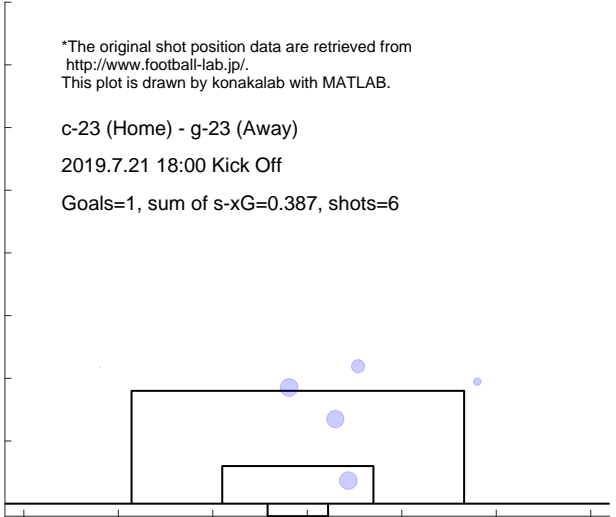 *The original shot position data are retrieved from
http://www.football-lab.jp/.
This plot is drawn by konakalab with MATLAB.
c-23 (Home) - g-23 (Away)
2019.7.21 18:00 Kick Off
Goals=1, sum of s-xG=0.387, shots=6